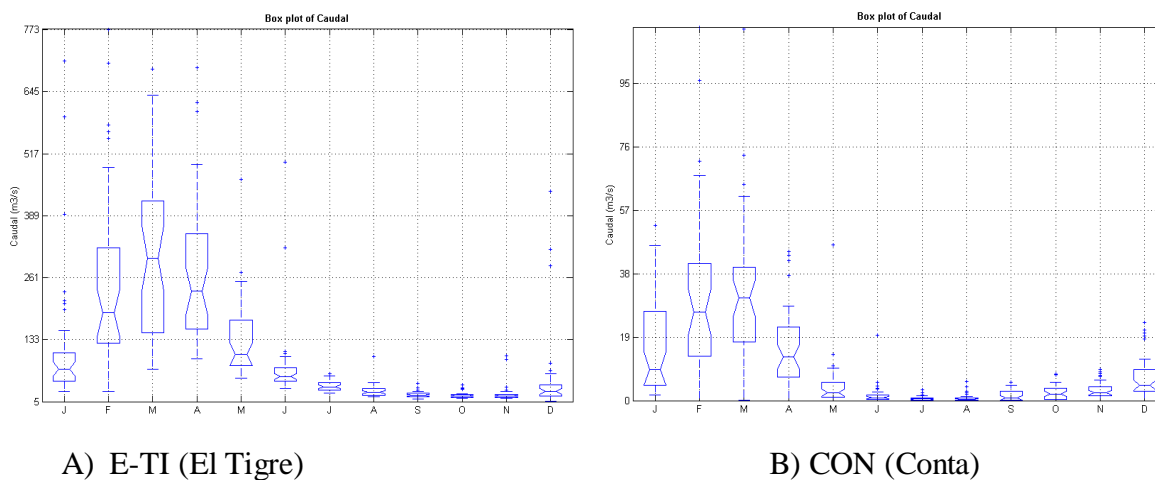 Box plot of Caudal
773
645
517
389
261
133
5
Caudal (m3/s)
J F M A M J J A S O N D
Box plot of Caudal
95
76
57
38
19
0
Caudal (m3/s)
J F M A M J J A S O N D
A) E-TI (El Tigre)
B) CON (Conta)